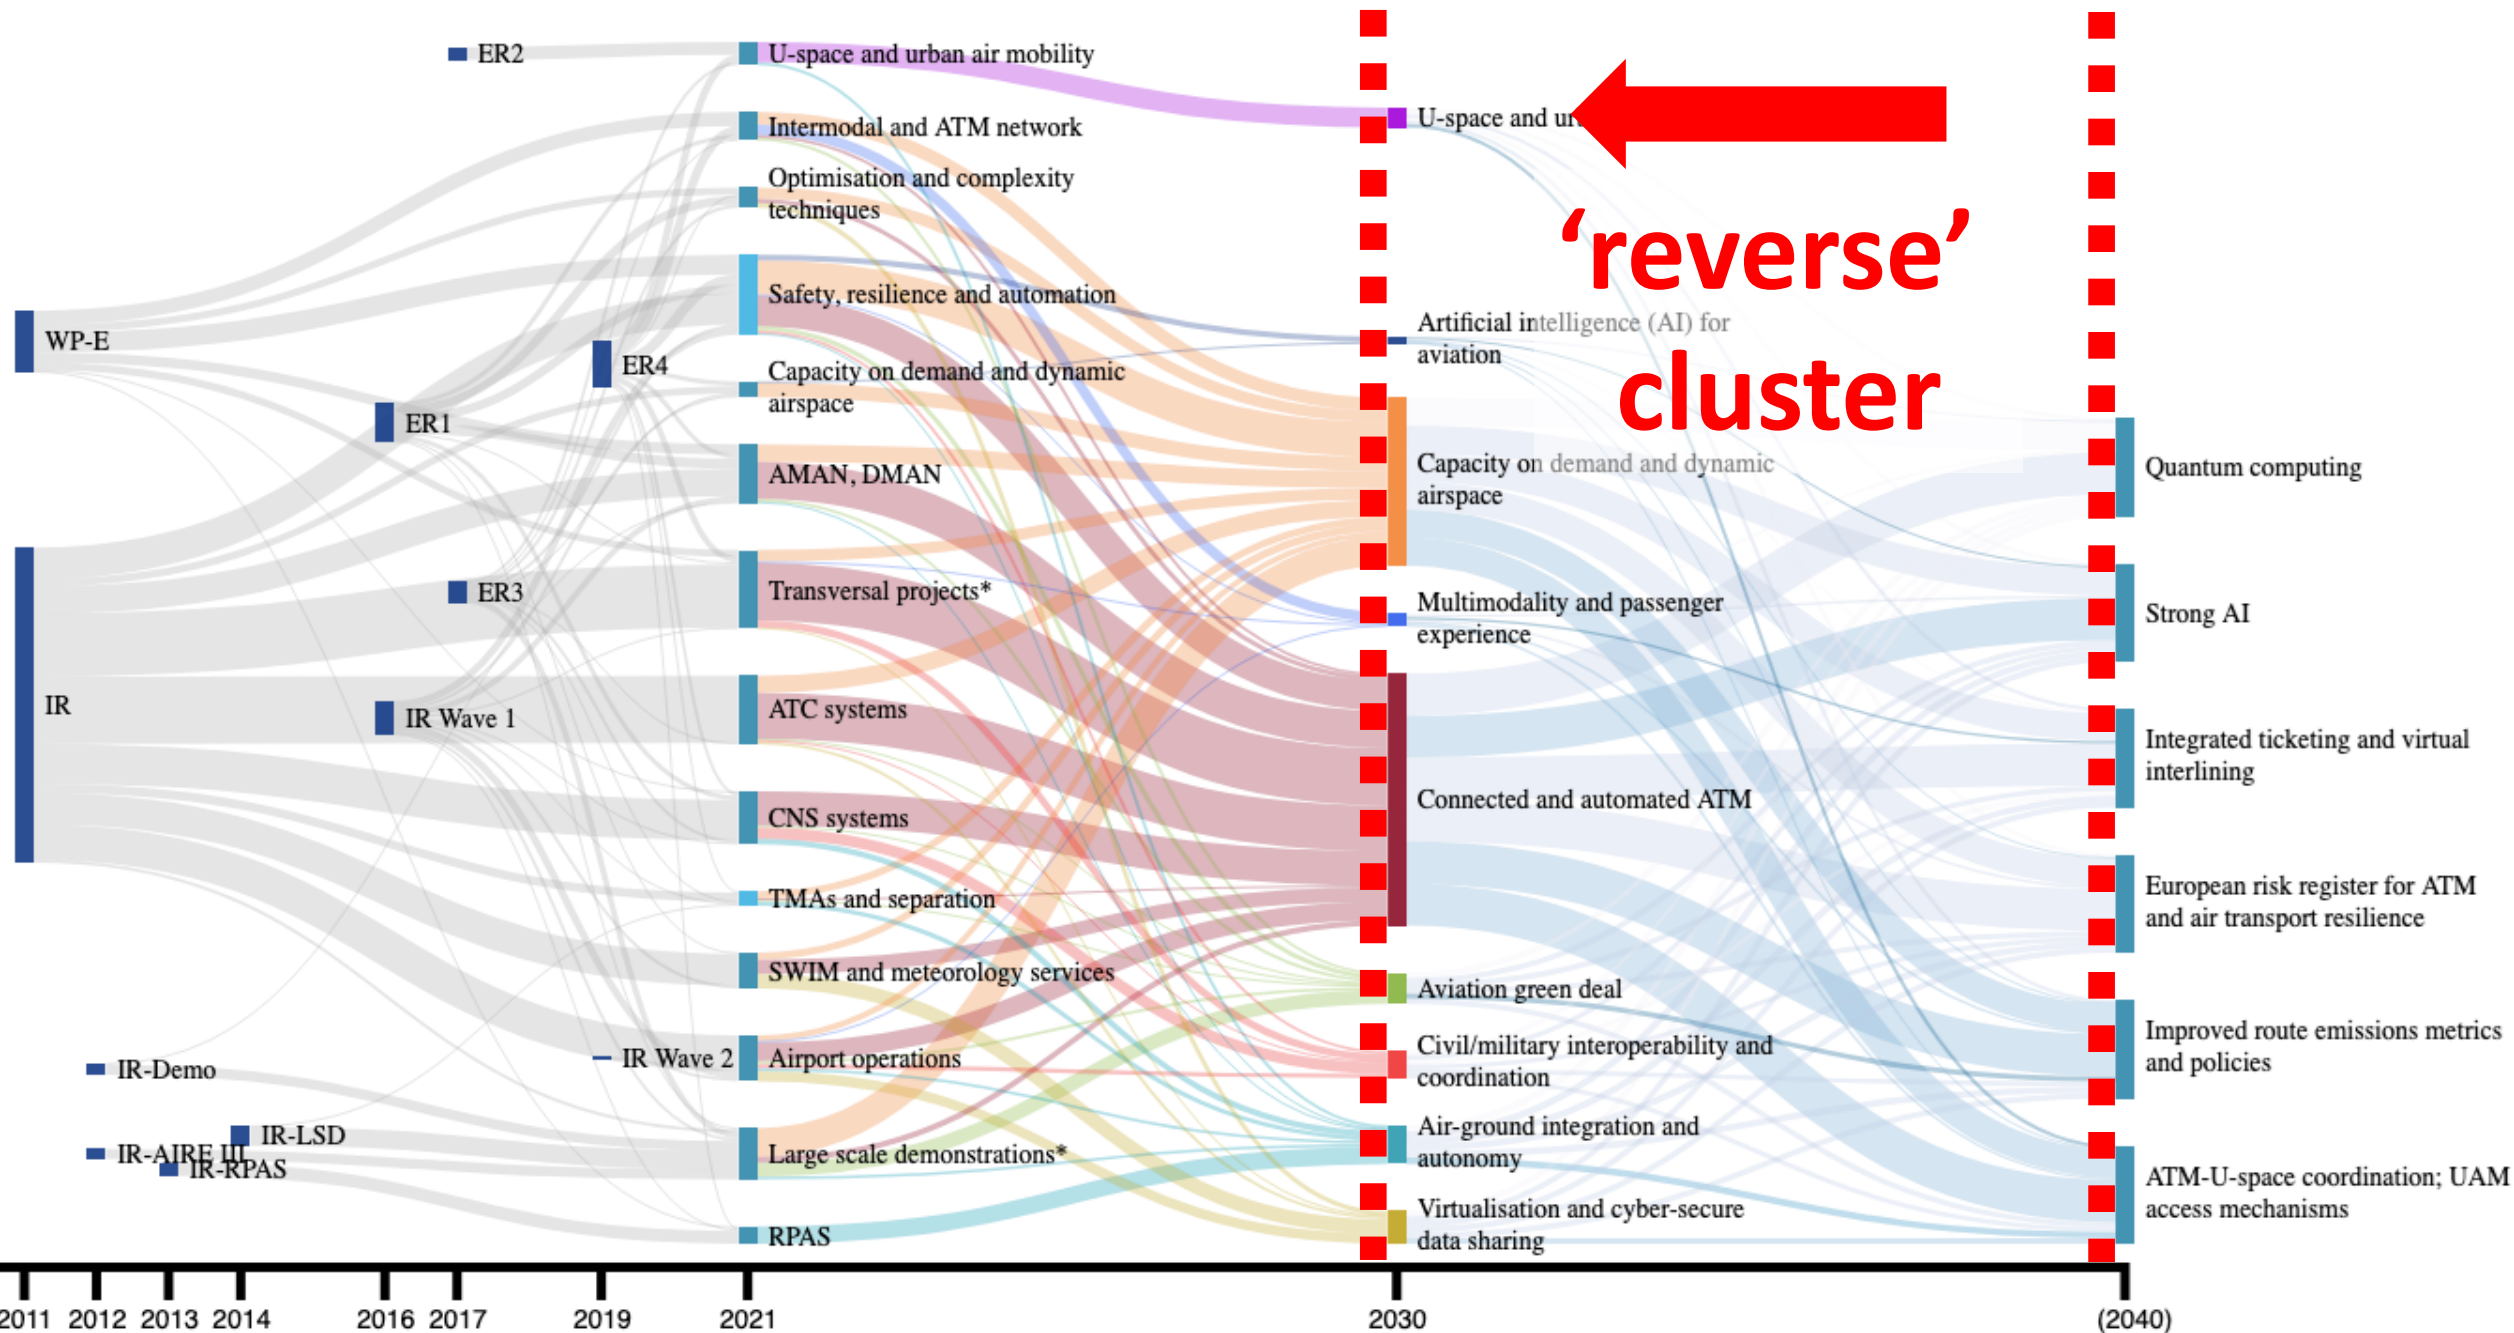 ER2
WP-E
ER1
ER4
IR
ER3
IR Wave 1
IR Wave 2
IR-Demo
IR-LSD
IR-AIRE III
IR-RPAS
U-space and urban air mobility
Intermodal and ATM network
Optimisation and complexity
techniques
Safety, resilience and automation
Capacity on demand and dynamic
airspace
AMAN, DMAN
Transversal projects*
ATC systems
CNS systems
TMAs and separation
SWIM and meteorology services
Airport operations
Large scale demonstrations*
RPAS
U-space and
‘reverse’
cluster
Artificial intelligence (AI) for
aviation
Capacity on demand and dynamic
airspace
Multimodality and passenger
experience
Connected and automated ATM
Aviation green deal
Civil/military interoperability and
coordination
Air-ground integration and
autonomy
Virtualisation and cyber-secure
data sharing
Quantum computing
Strong AI
Integrated ticketing and virtual
interlining
European risk register for ATM
and air transport resilience
Improved route emissions metrics
and policies
ATM-U-space coordination; UAM
access mechanisms
2011 2012 2013 2014 2016 2017 2019 2021 2030 (2040)